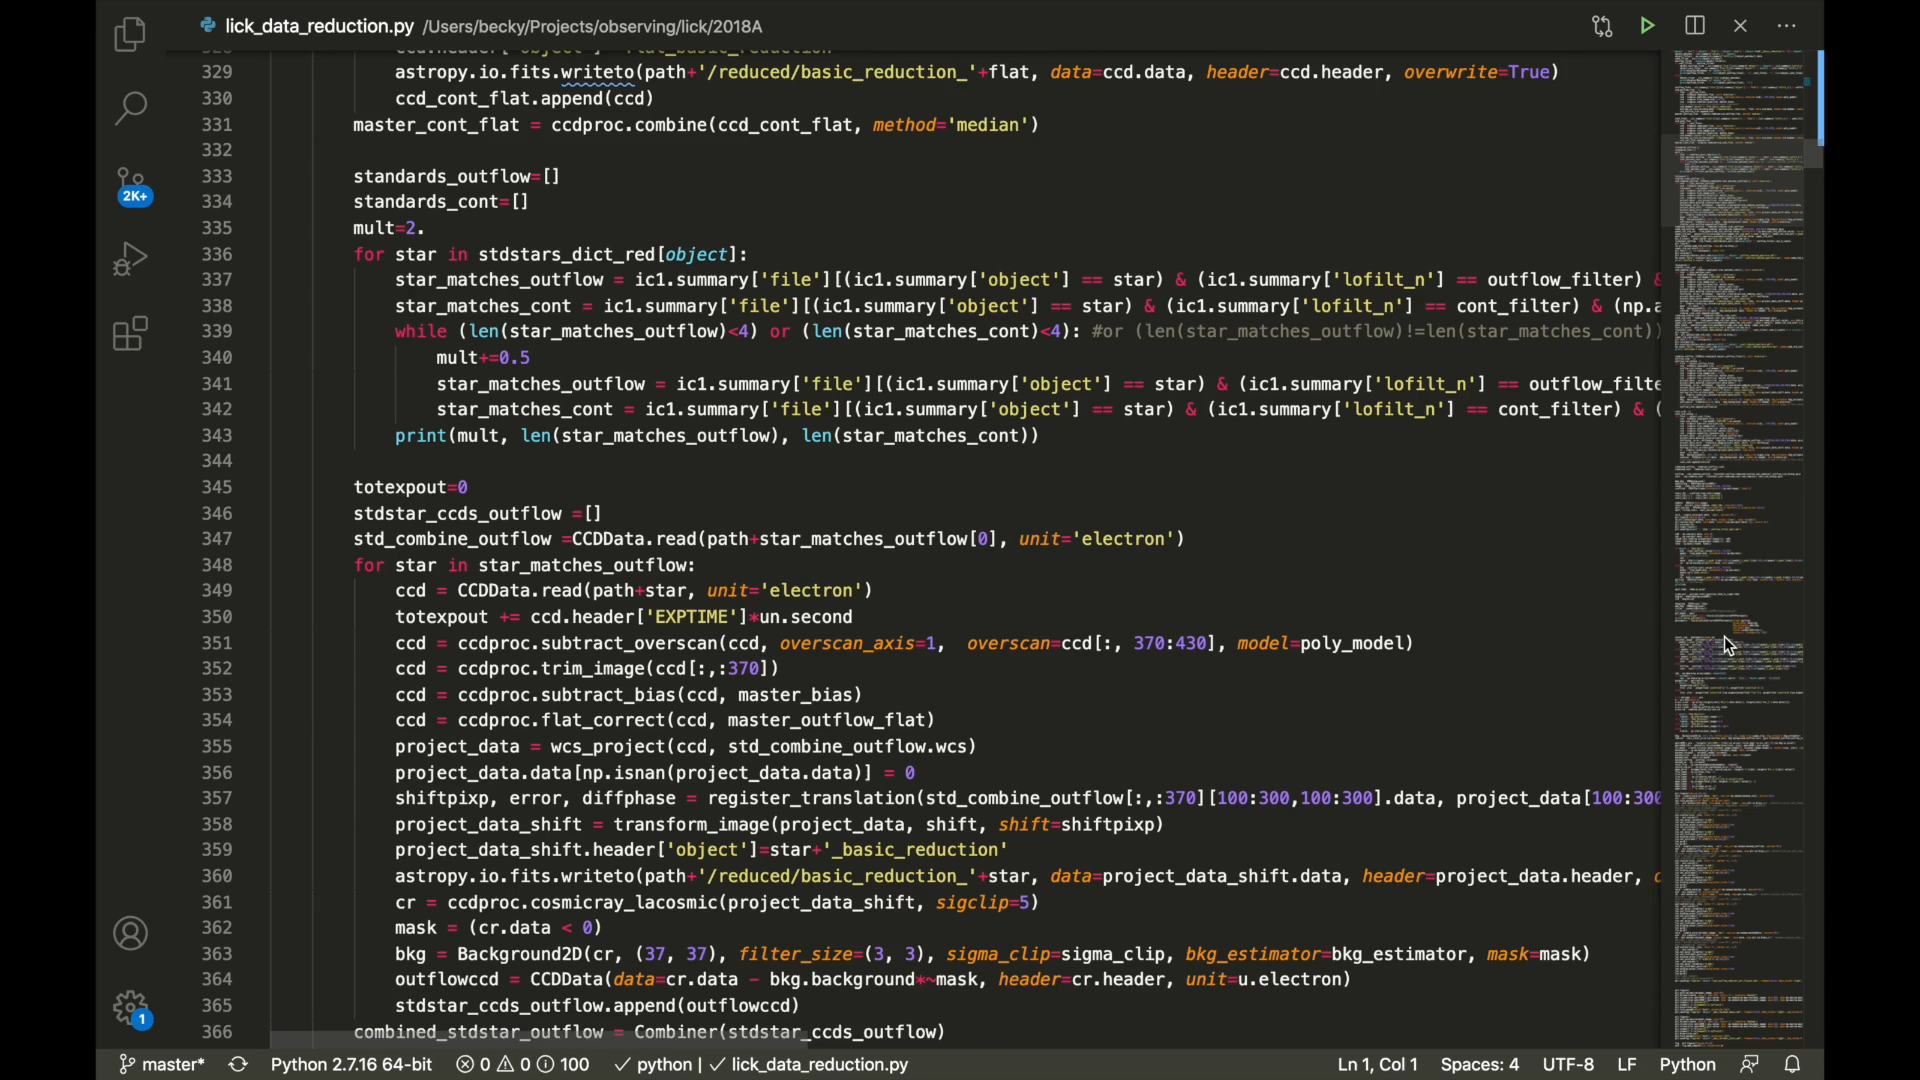 lick_data_reduction.py /Users/becky/Projects/observing/lick/2018A
329 astropy.io.fits.writeto(path+'/reduced/basic_reduction_'+flat, data=ccd.data, header=ccd.header, overwrite=True)
330 ccd_cont_flat.append(ccd)
331 master_cont_flat = ccdproc.combine(ccd_cont_flat, method='median')
332
333 standards_outflow=[]
334 standards_cont=[]
335 mult=2.
336 for star in stdstars_dict_red[object]:
337 star_matches_outflow = ic1.summary['file'][(ic1.summary['object'] == star) & (ic1.summary['lofilt_n'] == outflow_filter) &
338 star_matches_cont = ic1.summary['file'][(ic1.summary['object'] == star) & (ic1.summary['lofilt_n'] == cont_filter) & (np.a
339 while (len(star_matches_outflow)<4) or (len(star_matches_cont)<4): #or (len(star_matches_outflow)!=len(star_matches_cont))
340 mult+=0.5
341 star_matches_outflow = ic1.summary['file'][(ic1.summary['object'] == star) & (ic1.summary['lofilt_n'] == outflow_filte
342 star_matches_cont = ic1.summary['file'][(ic1.summary['object'] == star) & (ic1.summary['lofilt_n'] == cont_filter) & (
343 print(mult, len(star_matches_outflow), len(star_matches_cont))
344
345 totexpout=0
346 stdstar_ccds_outflow =[]
347 std_combine_outflow =CCDData.read(path+star_matches_outflow[0], unit='electron')
348 for star in star_matches_outflow:
349 ccd = CCDData.read(path+star, unit='electron')
350 totexpout += ccd.header['EXPTIME']*un.second
351 ccd = ccdproc.subtract_overscan(ccd, overscan_axis=1,  overscan=ccd[:, 370:430], model=poly_model)
352 ccd = ccdproc.trim_image(ccd[:,:370])
353 ccd = ccdproc.subtract_bias(ccd, master_bias)
354 ccd = ccdproc.flat_correct(ccd, master_outflow_flat)
355 project_data = wcs_project(ccd, std_combine_outflow.wcs)
356 project_data.data[np.isnan(project_data.data)] = 0
357 shiftpixp, error, diffphase = register_translation(std_combine_outflow[:,:370][100:300,100:300].data, project_data[100:300
358 project_data_shift = transform_image(project_data, shift, shift=shiftpixp)
359 project_data_shift.header['object']=star+'_basic_reduction'
360 astropy.io.fits.writeto(path+'/reduced/basic_reduction_'+star, data=project_data_shift.data, header=project_data.header,
361 cr = ccdproc.cosmicray_lacosmic(project_data_shift, sigclip=5)
362 mask = (cr.data < 0)
363 bkg = Background2D(cr, (37, 37), filter_size=(3, 3), sigma_clip=sigma_clip, bkg_estimator=bkg_estimator, mask=mask)
364 outflowccd = CCDData(data=cr.data - bkg.background*~mask, header=cr.header, unit=u.electron)
365 stdstar_ccds_outflow.append(outflowccd)
366 combined_stdstar_outflow = Combiner(stdstar_ccds_outflow)
2K+
1
master* Python 2.7.16 64-bit 0 0 100 python | lick_data_reduction.py Ln 1, Col 1 Spaces: 4 UTF-8 LF Python